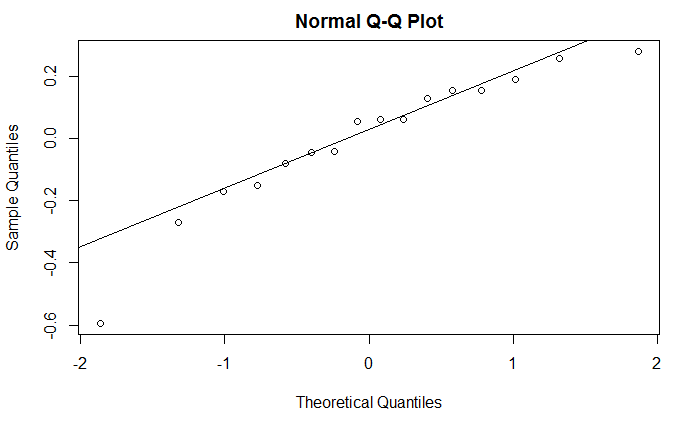 Normal Q-Q Plot
Sample Quantiles
0.2
0.0
-0.2
-0.4
-0.6
-2 -1 0 1 2
Theoretical Quantiles